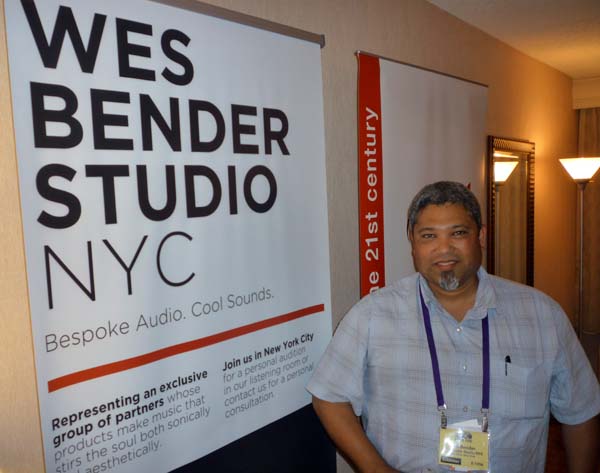 WES
BENDER
STUDIO
NYC
Bespoke Audio. Cool Sounds.
Representing an exclusive
group of partners whose
products make music that
stirs the soul both sonically
aesthetically.
Join us in New York City
for a personal audition
in our listening room or
contact us for a personal
consultation.
21st century
Bender